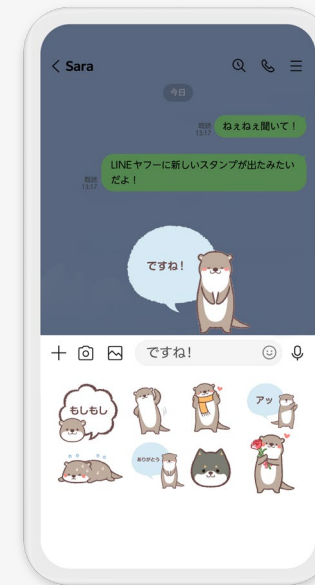 Sara
今日
既読
13:17
ねぇねぇ聞いて！
LINEヤフーに新しいスタンプが出たみたい
だよ！
既読
13:17
ですね！
ですね！
もしもし
アッ
ありがとう